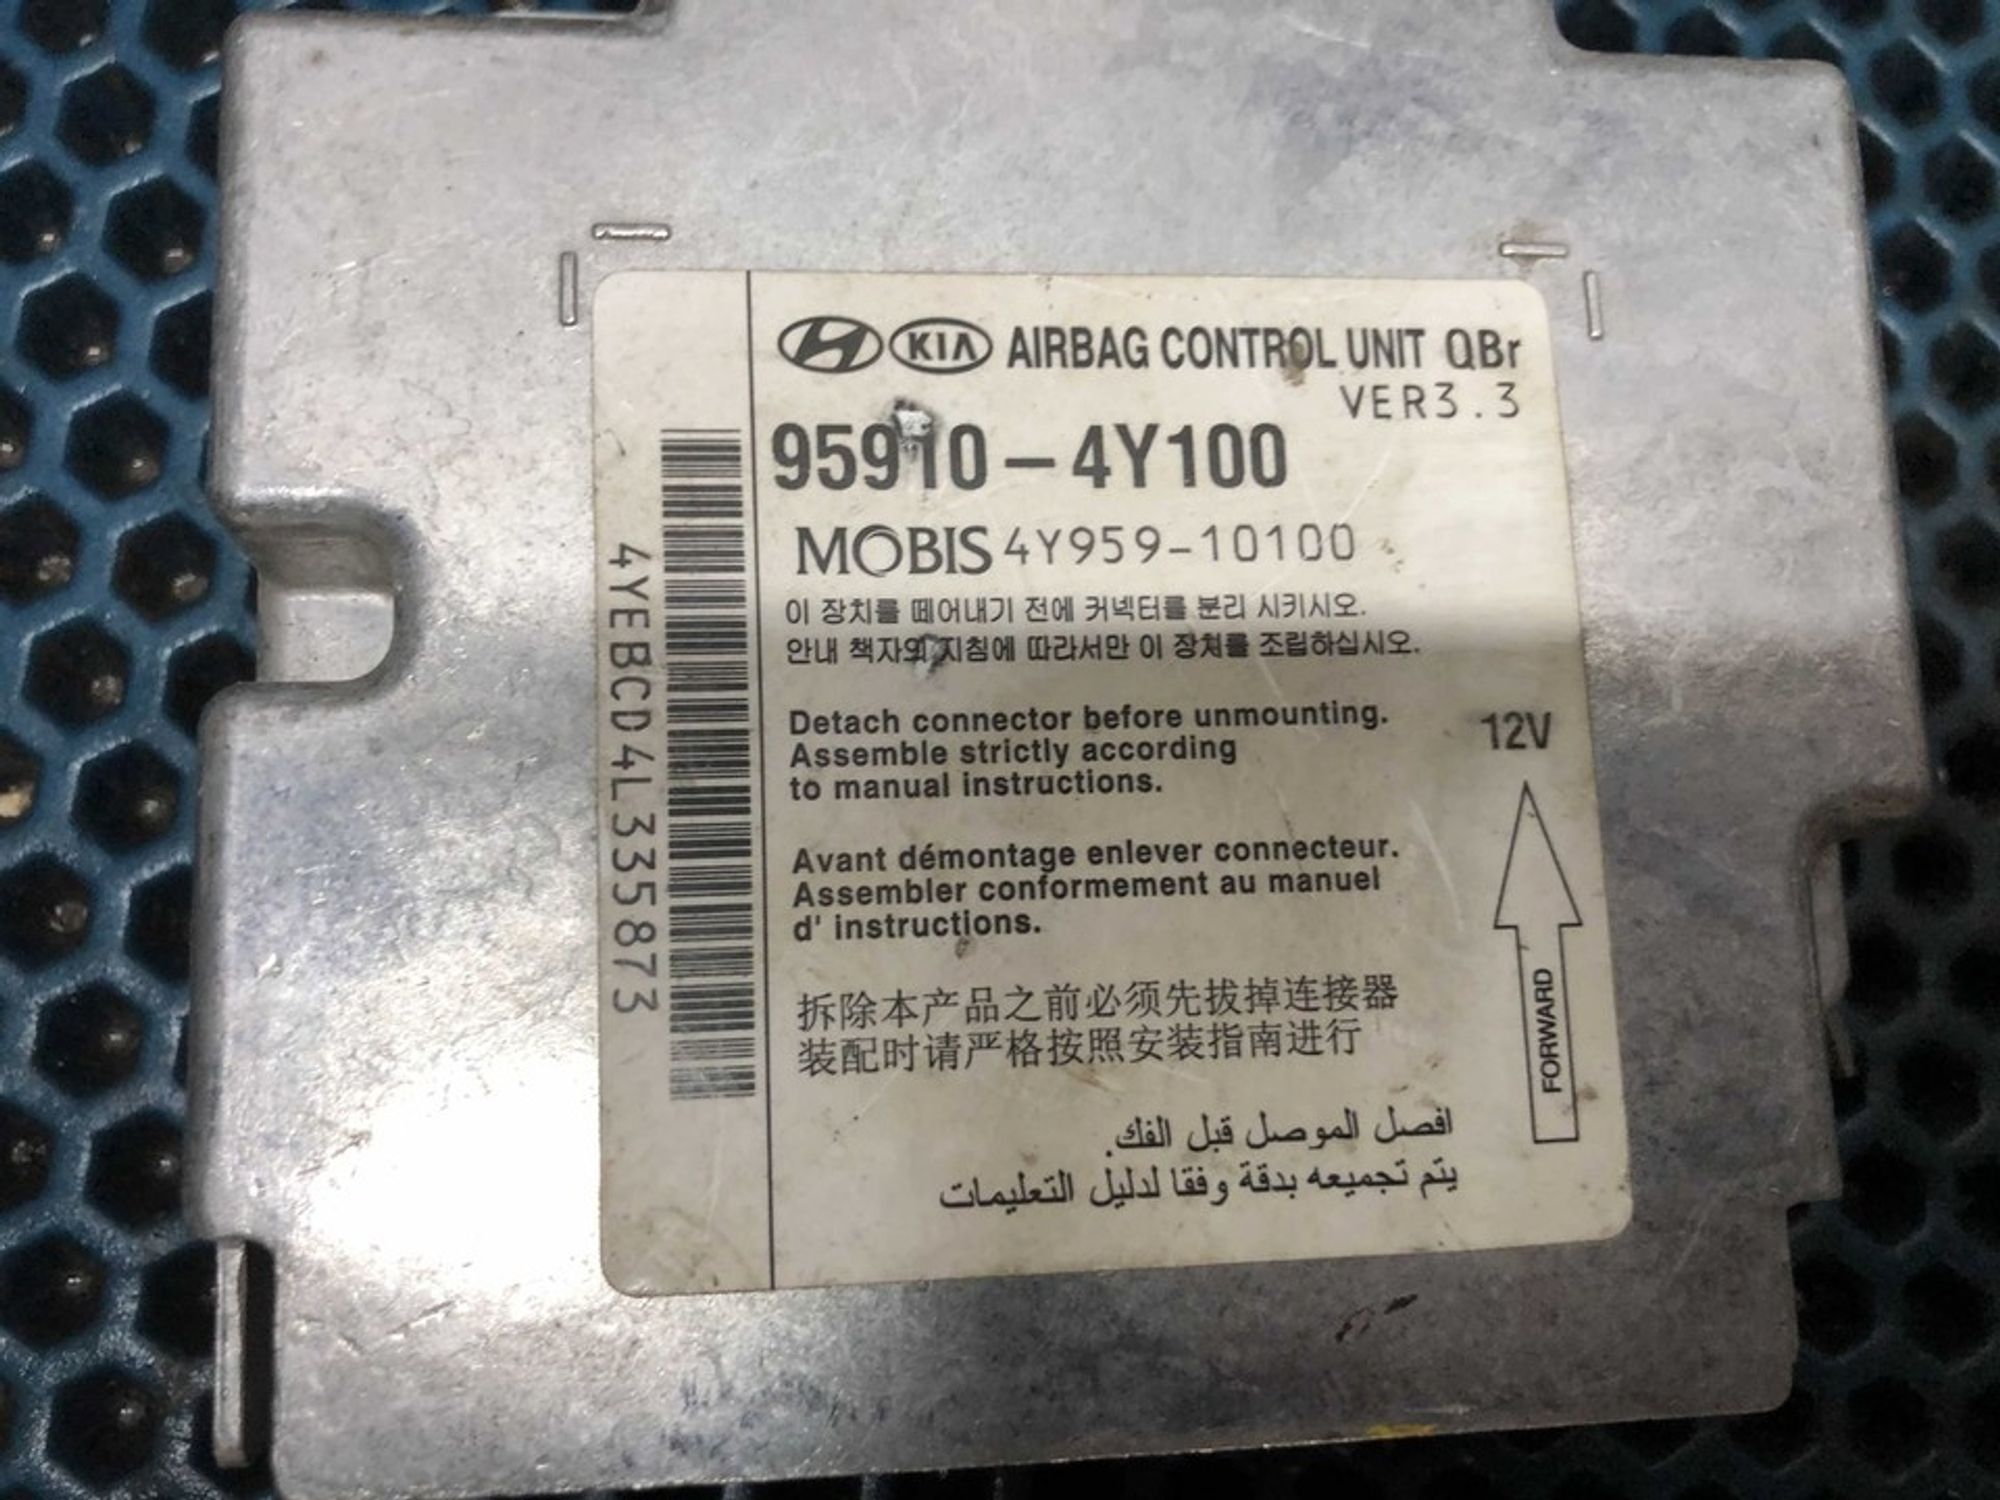 KIA AIRBAG CONTROL UNIT QBr
VER3.3
95910-4Y100
MOBIS 4Y959-10100
이 장치를 떼어내기 전에 커넥터를 분리 시키시오.
안내 책자의 지침에 따라서만 이 장치를 조립하십시오.
Detach connector before unmounting.
Assemble strictly according
to manual instructions.
12V
Avant démontage enlever connecteur.
Assembler conformement au manuel
d' instructions.
拆除本产品之前必须先拔掉连接器
装配时请严格按照安装指南进行
FORWARD
افصل الموصل قبل الفك.
يتم تجميعه بدقة وفقا لدليل التعليمات
4YEBCD4L335873